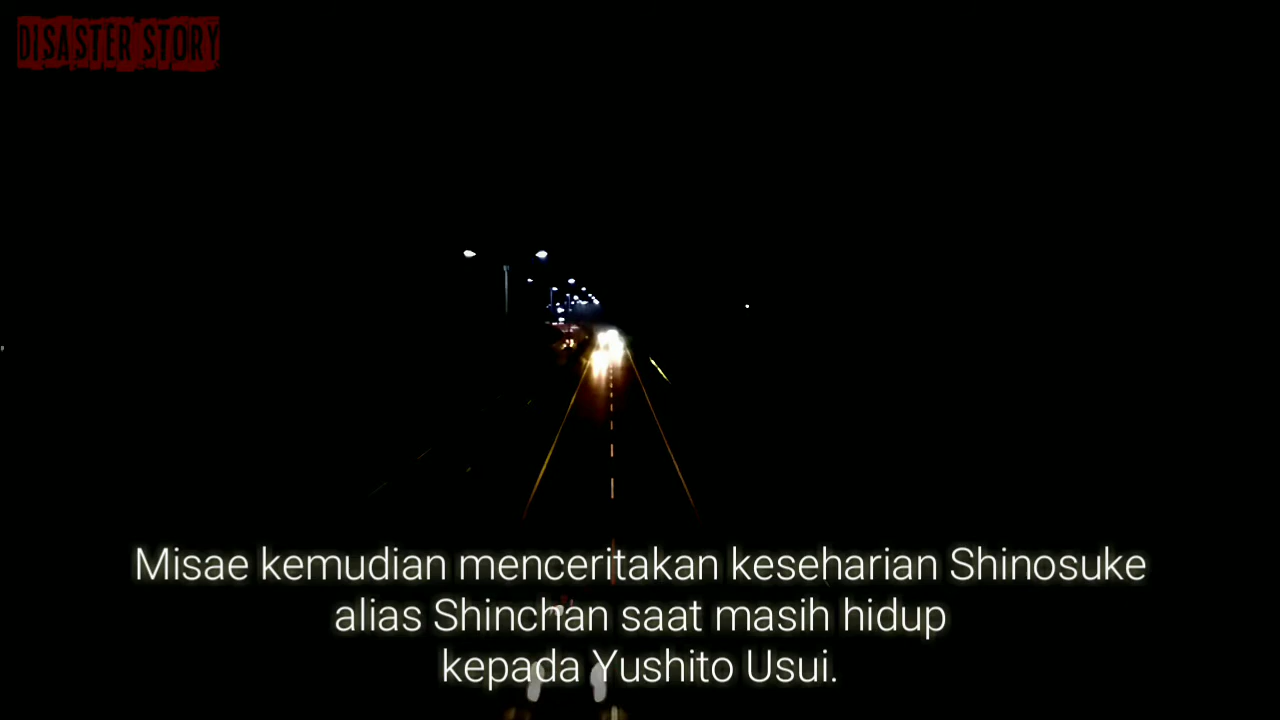 DISASTER STORY
Misae kemudian menceritakan keseharian Shinosuke
alias Shinchan saat masih hidup
kepada Yushito Usui.